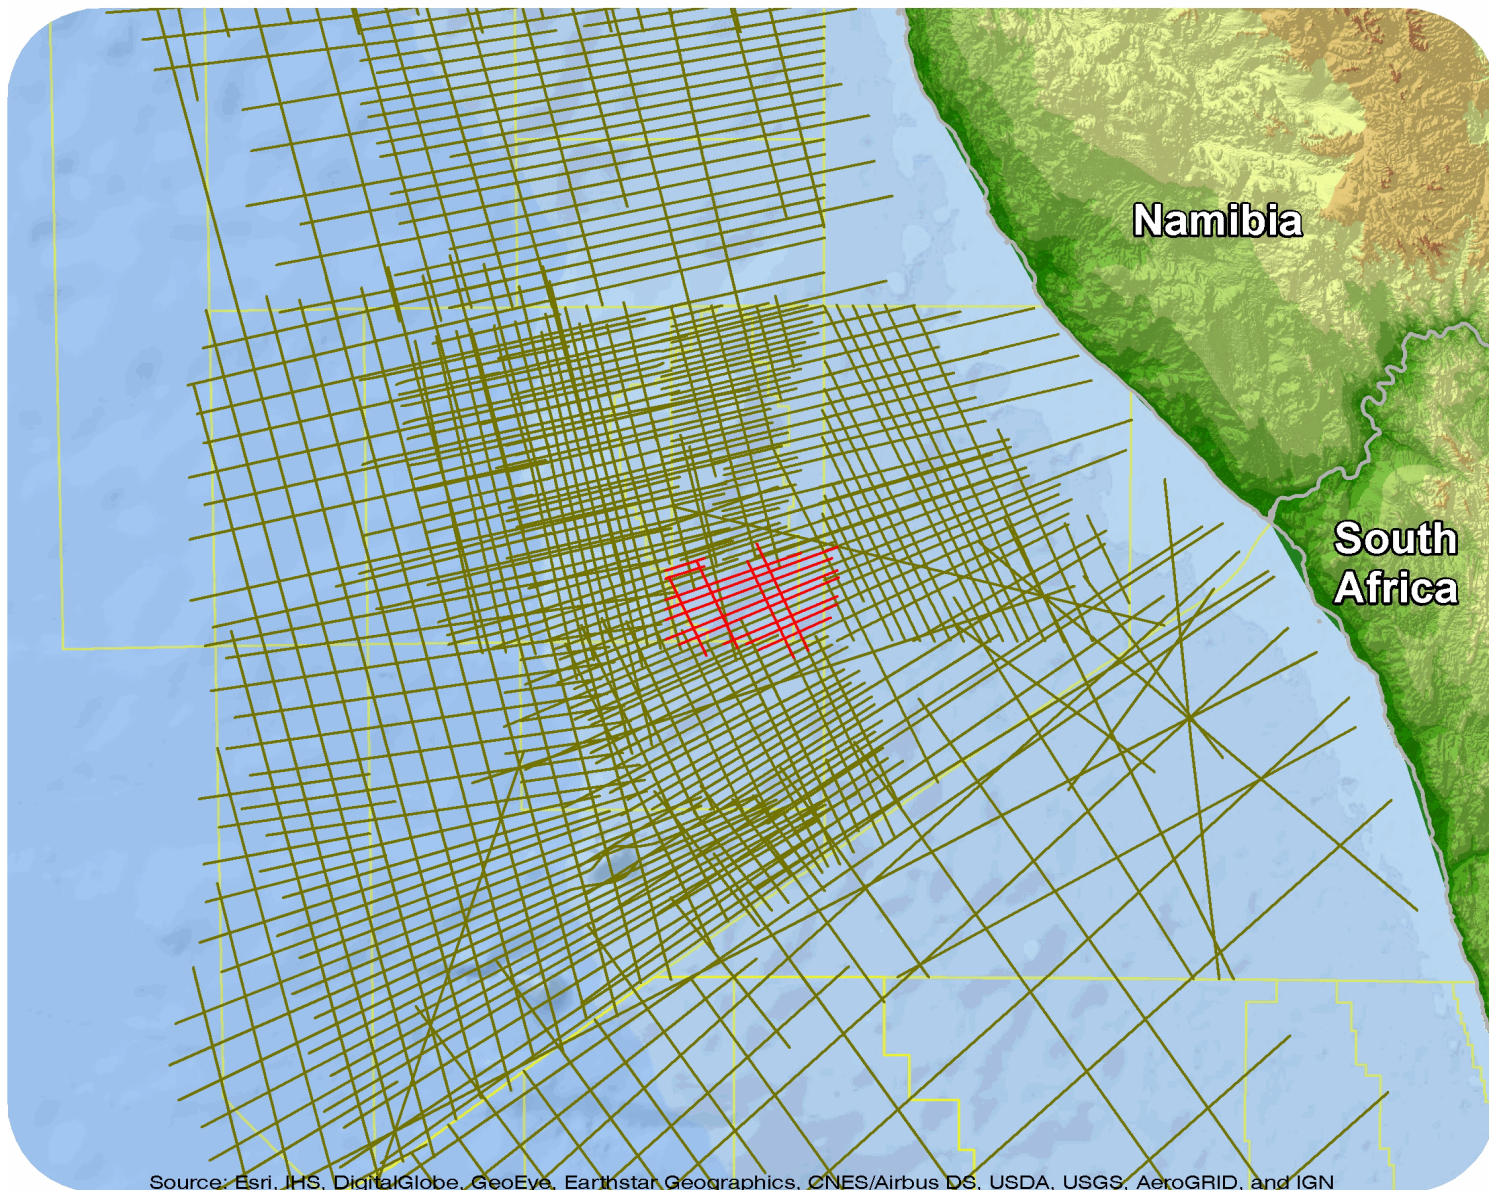 Namibia
South
Africa
Source: Esri, IHS, DigitalGlobe, GeoEye, Earthstar Geographics, CNES/Airbus DS, USDA, USGS, AeroGRID, and IGN